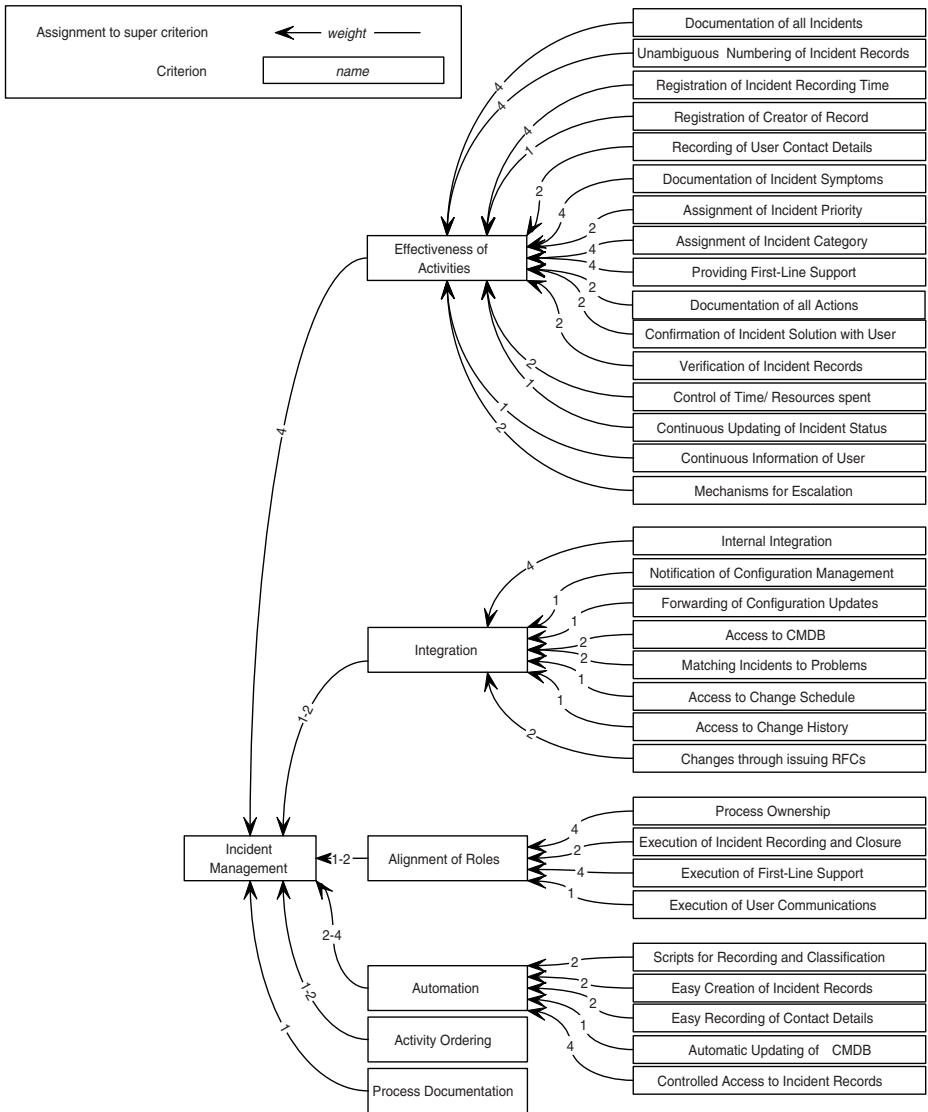 Assignment to super criterion
weight
Criterion
name
Documentation of all Incidents
Unambiguous Numbering of Incident Records
Registration of Incident Recording Time
Registration of Creator of Record
Recording of User Contact Details
Documentation of Incident Symptoms
Assignment of Incident Priority
Assignment of Incident Category
Providing First-Line Support
Documentation of all Actions
Confirmation of Incident Solution with User
Verification of Incident Records
Control of Time/ Resources spent
Continuous Updating of Incident Status
Continuous Information of User
Mechanisms for Escalation
4
4
4
1
2
4
2
4
4
2
2
2
2
1
1
2
Effectiveness of
Activities
4
Internal Integration
Notification of Configuration Management
Forwarding of Configuration Updates
Access to CMDB
Matching Incidents to Problems
Access to Change Schedule
Access to Change History
Changes through issuing RFCs
4
1
1
2
2
1
1
2
Integration
1-2
Process Ownership
Execution of Incident Recording and Closure
Execution of First-Line Support
Execution of User Communications
4
2
4
1
Alignment of Roles
1-2
Incident
Management
Scripts for Recording and Classification
Easy Creation of Incident Records
Easy Recording of Contact Details
Automatic Updating of CMDB
Controlled Access to Incident Records
2
2
2
1
4
Automation
2-4
Activity Ordering
1-2
Process Documentation
1